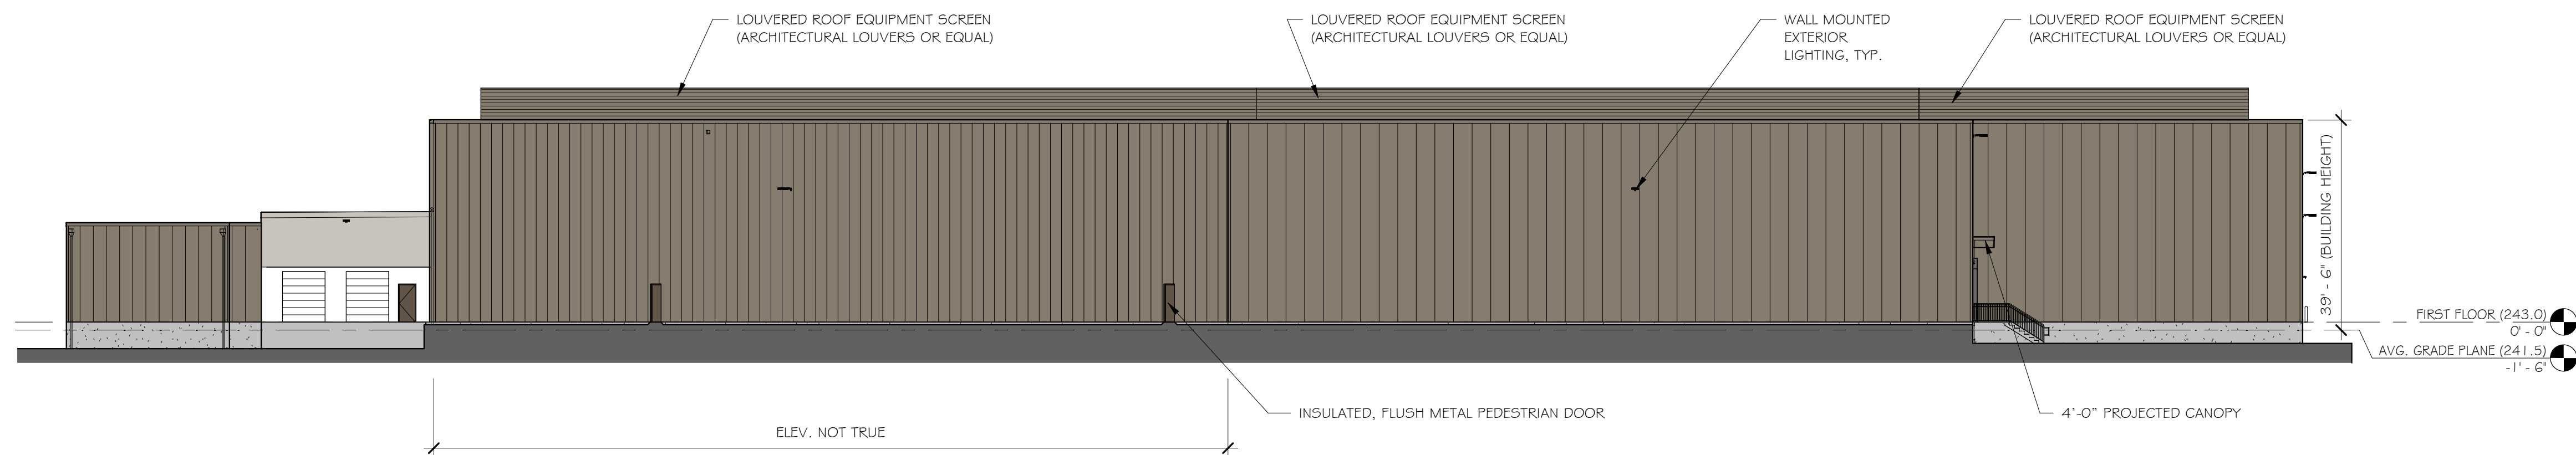 LOUVERED ROOF EQUIPMENT SCREEN
(ARCHITECTURAL LOUVERS OR EQUAL)
LOUVERED ROOF EQUIPMENT SCREEN
(ARCHITECTURAL LOUVERS OR EQUAL)
WALL MOUNTED
EXTERIOR
LIGHTING, TYP.
LOUVERED ROOF EQUIPMENT SCREEN
(ARCHITECTURAL LOUVERS OR EQUAL)
39' - 6" (BUILDING HEIGHT)
FIRST FLOOR (243.0)
0' - 0"
AVG. GRADE PLANE (241.5)
-1' - 6"
INSULATED, FLUSH METAL PEDESTRIAN DOOR
4'-0” PROJECTED CANOPY
ELEV. NOT TRUE